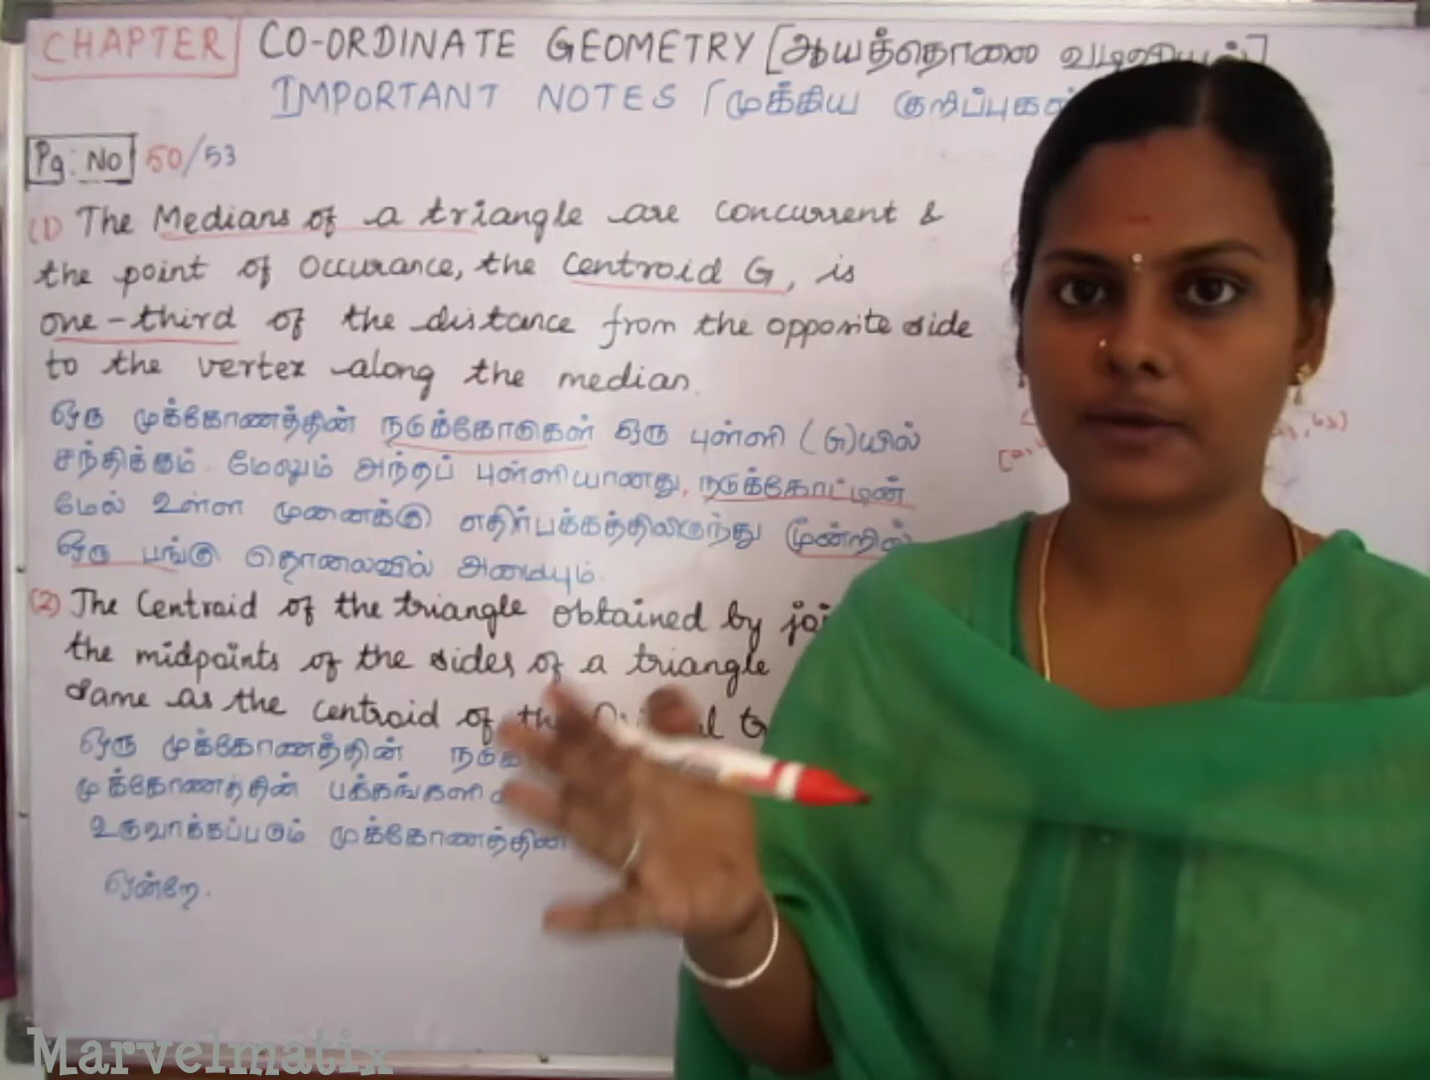 CHAPTER CO-ORDINATE GEOMETRY [ஆயத்தொலை வடிவியல்]
IMPORTANT NOTES [முக்கிய குறிப்புகள்
Pg: No 50/53
(1) The Medians of a triangle are concurrent &
the point of occurance, the centroid G, is
one-third of the distance from the opposite side
to the vertex along the median.
ஒரு முக்கோணத்தின் நடுக்கோடுகள் ஒரு புள்ளி (G)யில்
சந்திக்கும். மேலும் அந்தப் புள்ளியானது, நடுக்கோட்டின்
மேல் உள்ள முனைக்கு எதிர்பக்கத்திலிருந்து மூன்றில்
ஒரு பங்கு தொலைவில் அமையும்.
(2) The Centroid of the triangle obtained by
the midpoints of the sides of a triangle
same as the centroid of the
ஒரு முக்கோணத்தின்
முக்கோணத்தின்
உருவாக்கப்படும் முக்கோணத்தின்
ஒன்றே.
Marvelmatix